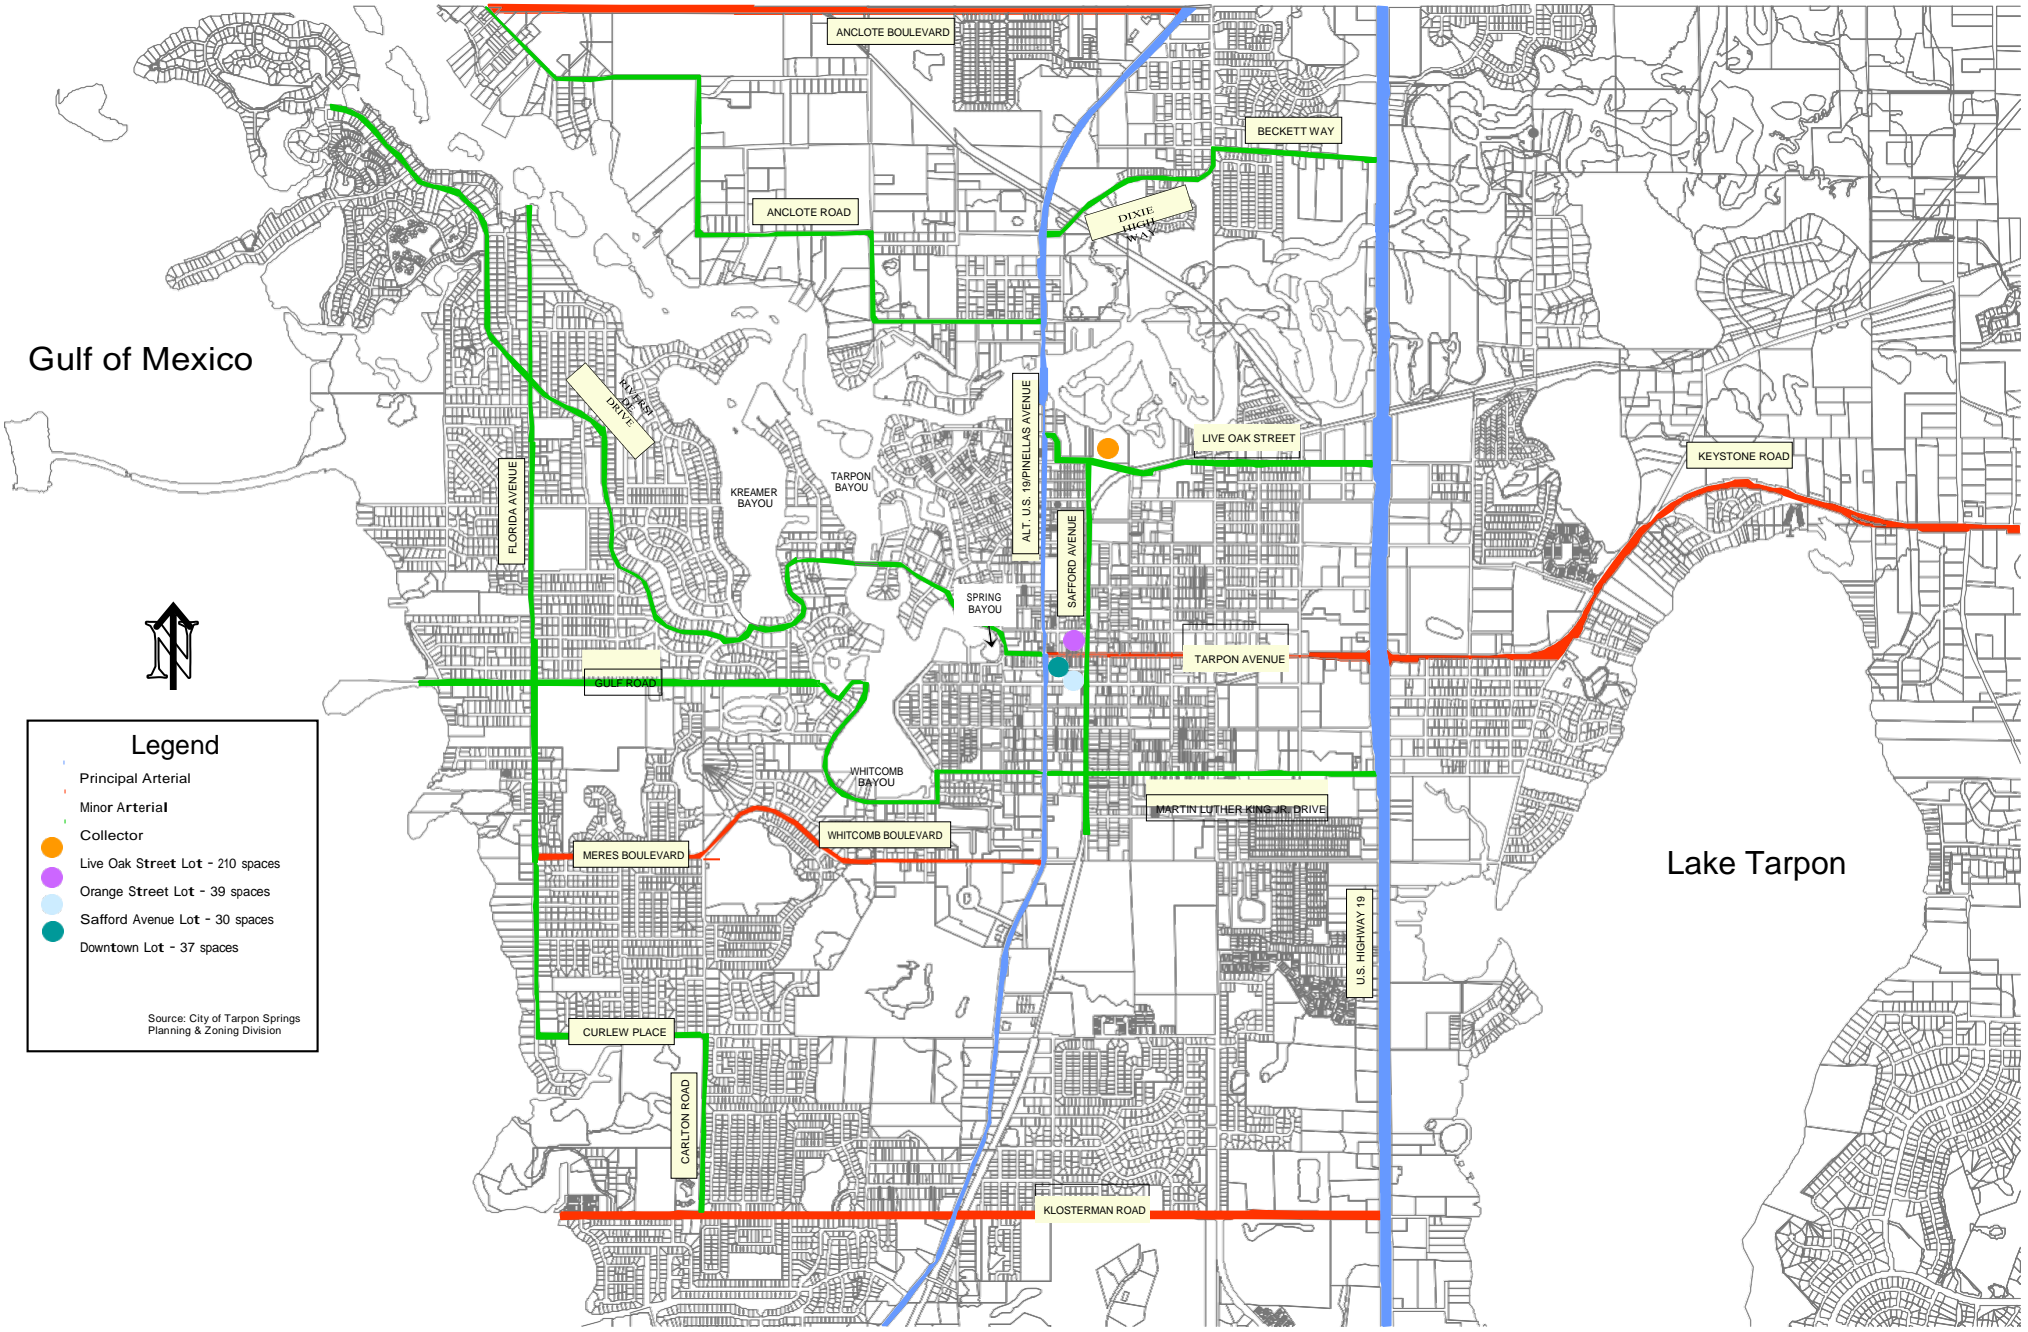 ANCLOTE BOULEVARD
BECKETT WAY
ANCLOTE ROAD
DIXIE
HIGH
WAY
Gulf of Mexico
RIVERSI
DE
DRIVE
ALT. U.S. 19/PINELLAS AVENUE
LIVE OAK STREET
KEYSTONE ROAD
FLORIDA AVENUE
TARPON
BAYOU
KREAMER
BAYOU
SAFFORD AVENUE
SPRING
BAYOU
N
TARPON AVENUE
GULF ROAD
WHITCOMB
BAYOU
MARTIN LUTHER KING JR. DRIVE
WHITCOMB BOULEVARD
MERES BOULEVARD
Lake Tarpon
U.S. HIGHWAY 19
CURLEW PLACE
CARLTON ROAD
KLOSTERMAN ROAD
Legend
Principal Arterial
Minor Arterial
Collector
Live Oak Street Lot - 210 spaces
Orange Street Lot - 39 spaces
Safford Avenue Lot - 30 spaces
Downtown Lot - 37 spaces
Source: City of Tarpon Springs
Planning & Zoning Division